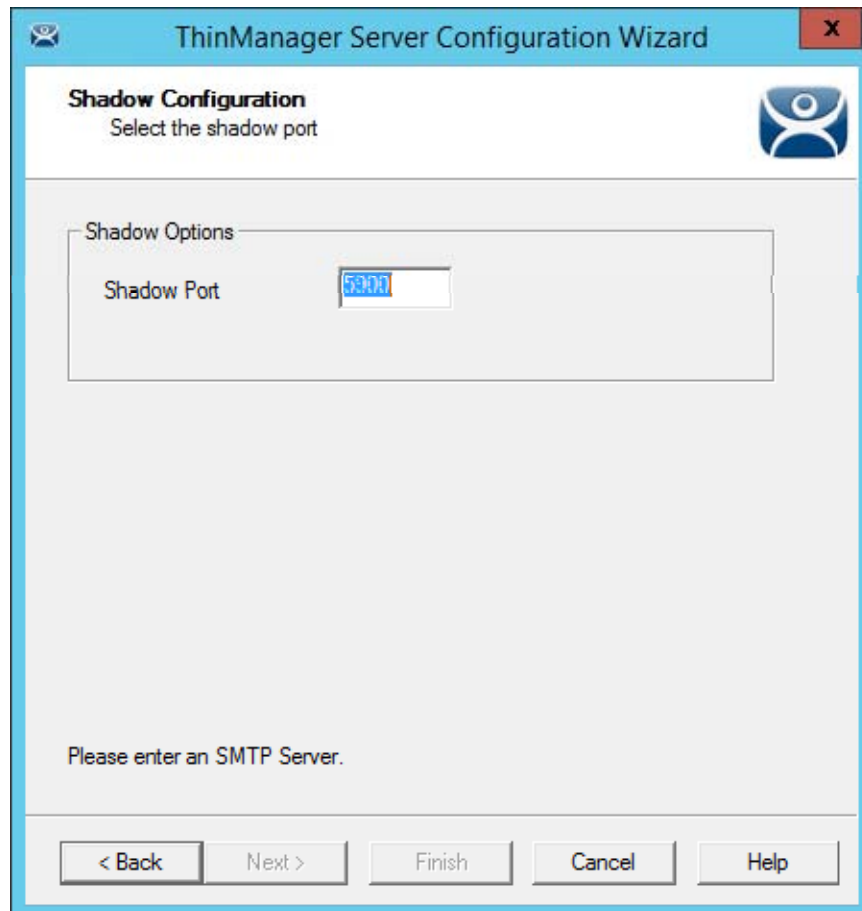 ThinManager Server Configuration Wizard
x
Shadow Configuration
Select the shadow port
Shadow Options
Shadow Port 5900
Please enter an SMTP Server.
< Back Next > Finish Cancel Help